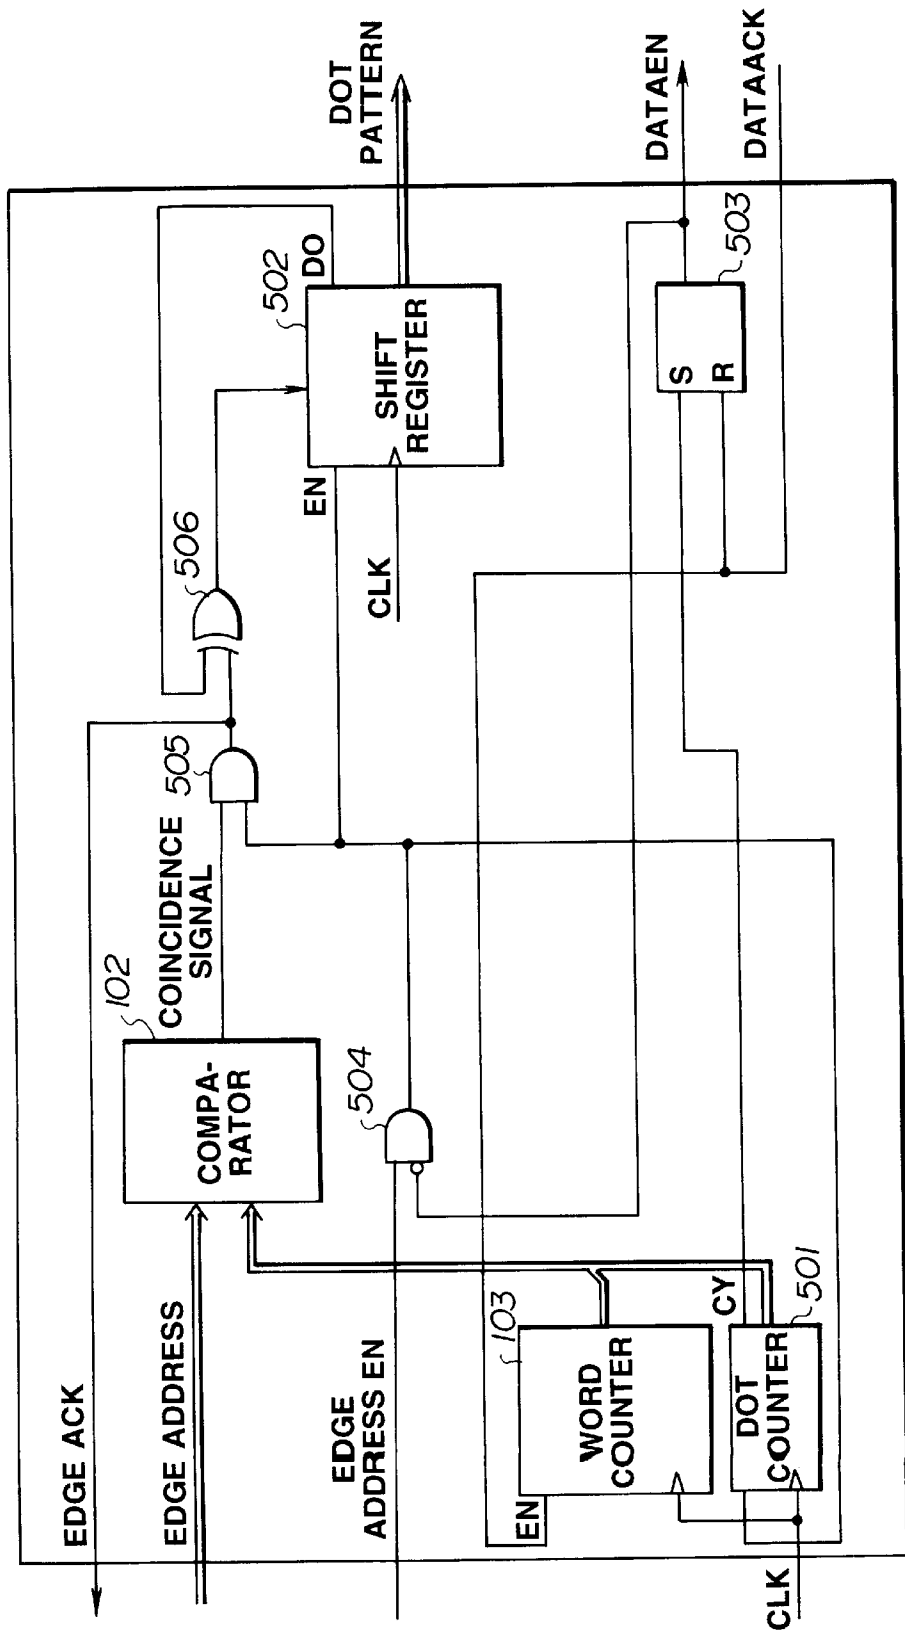 EDGE ACK
EDGE ADDRESS
EDGE
ADDRESS EN
CLK
102
COMPA-
RATOR
COINCIDENCE
SIGNAL
505
506
502
DO
SHIFT
REGISTER
EN
CLK
DOT
PATTERN
504
103
WORD
COUNTER
EN
CY
501
DOT
COUNTER
503
S
R
DATAEN
DATAACK